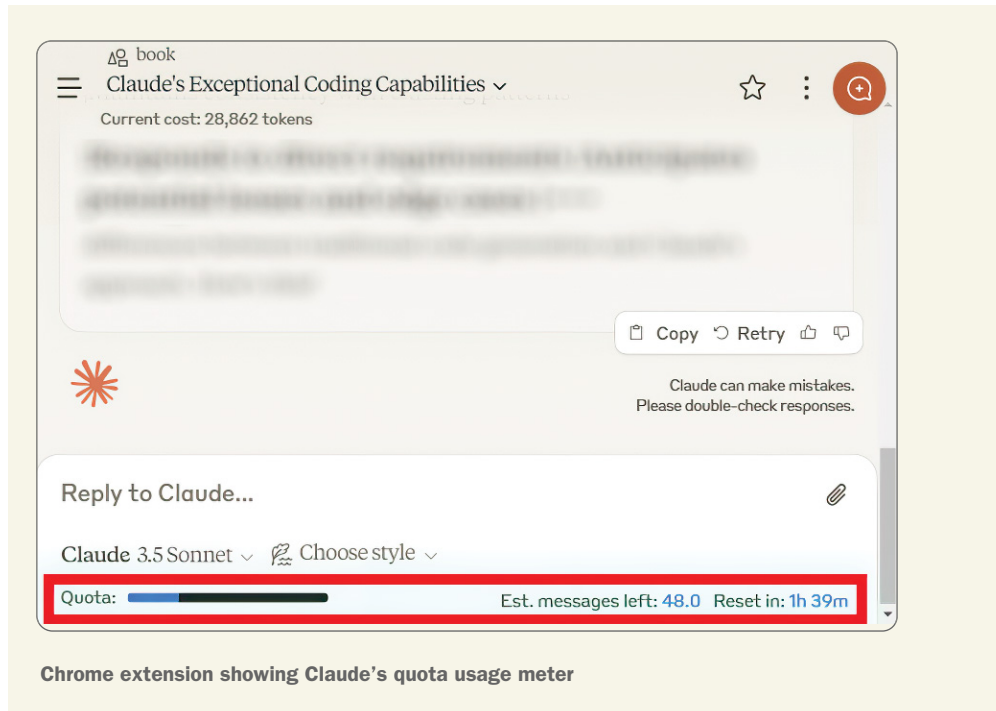 book
Claude's Exceptional Coding Capabilities
Current cost: 28,862 tokens
Copy Retry
Claude can make mistakes.
Please double-check responses.
Reply to Claude...
Claude 3.5 Sonnet Choose style
Quota: Est. messages left: 48.0 Reset in: 1h 39m
Chrome extension showing Claude’s quota usage meter